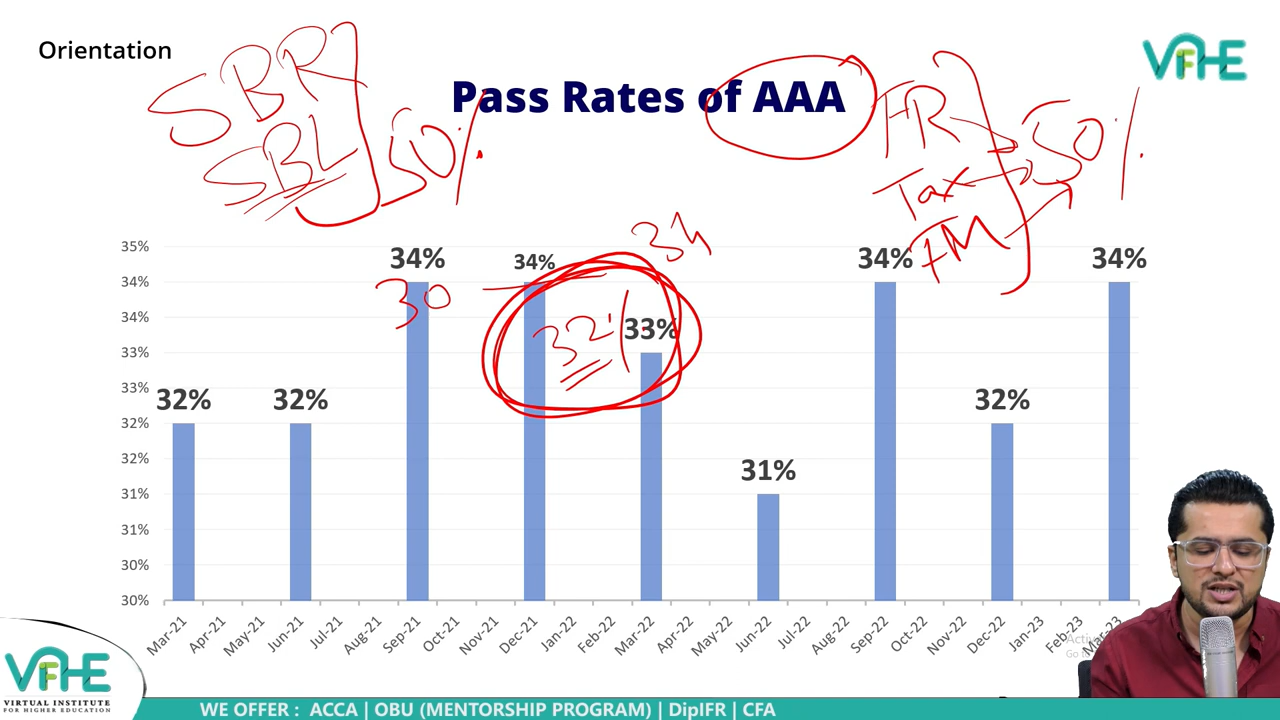 Orientation
VFHE
Pass Rates of AAA
SBR
SBL
50%
FR
Tax
FM
50%
34
30
32%
35%
34%
34%
33%
33%
32%
32%
31%
31%
30%
30%
32%
32%
34%
34%
33%
31%
34%
32%
34%
Mar-21
Apr-21
May-21
Jun-21
Jul-21
Aug-21
Sep-21
Oct-21
Nov-21
Dec-21
Jan-22
Feb-22
Mar-22
Apr-22
May-22
Jun-22
Jul-22
Aug-22
Sep-22
Oct-22
Nov-22
Dec-22
Jan-23
Feb-23
Mar-23
VFHE
VIRTUAL INSTITUTE
FOR HIGHER EDUCATION
WE OFFER : ACCA | OBU (MENTORSHIP PROGRAM) | DipIFR | CFA